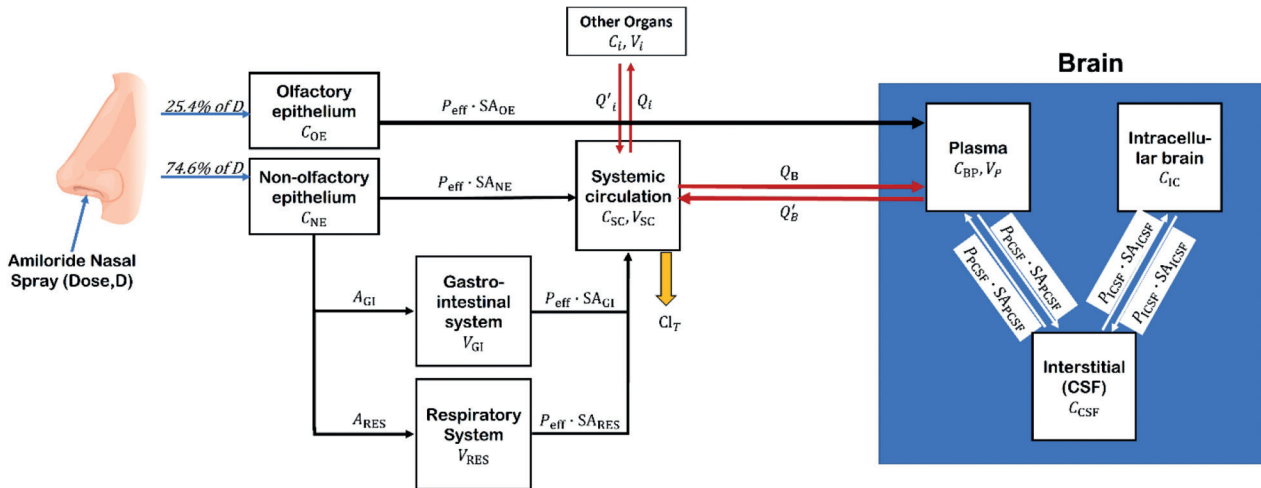 Other Organs
C_i, V_i
Brain
25.4% of D
Olfactory
epithelium
C_OE
P_eff · SA_OE
Q'_i
Q_i
Plasma
C_BP, V_P
Intracellu-
lar brain
C_IC
74.6% of D
Non-olfactory
epithelium
C_NE
P_eff · SA_NE
Systemic
circulation
C_SC, V_SC
Q_B
Q'_B
Amiloride Nasal
Spray (Dose,D)
A_GI
Gastro-
intestinal
system
V_GI
P_eff · SA_GI
Cl_T
P_PCSF · SA_PCSF
P_PCSF · SA_PCSF
P_ICSF · SA_ICSF
P_ICSF · SA_ICSF
A_RES
Respiratory
System
V_RES
P_eff · SA_RES
Interstitial
(CSF)
C_CSF